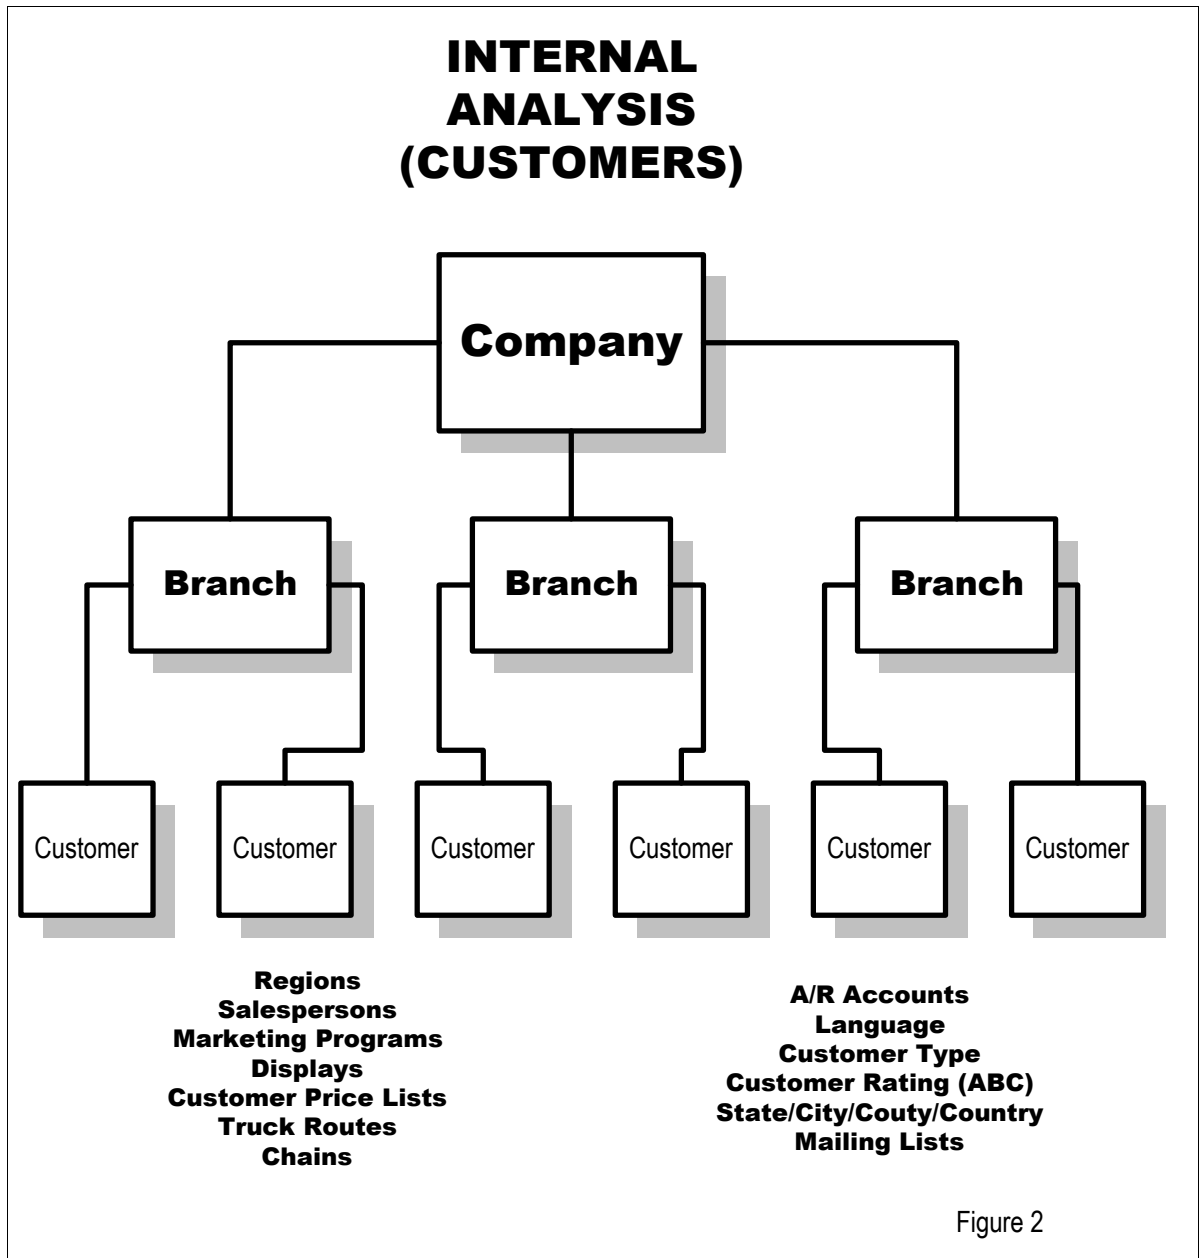 INTERNAL
ANALYSIS
(CUSTOMERS)
Company
Branch
Branch
Branch
Customer
Customer
Customer
Customer
Customer
Customer
Regions
Salespersons
Marketing Programs
Displays
Customer Price Lists
Truck Routes
Chains
A/R Accounts
Language
Customer Type
Customer Rating (ABC)
State/City/Couty/Country
Mailing Lists
Figure 2